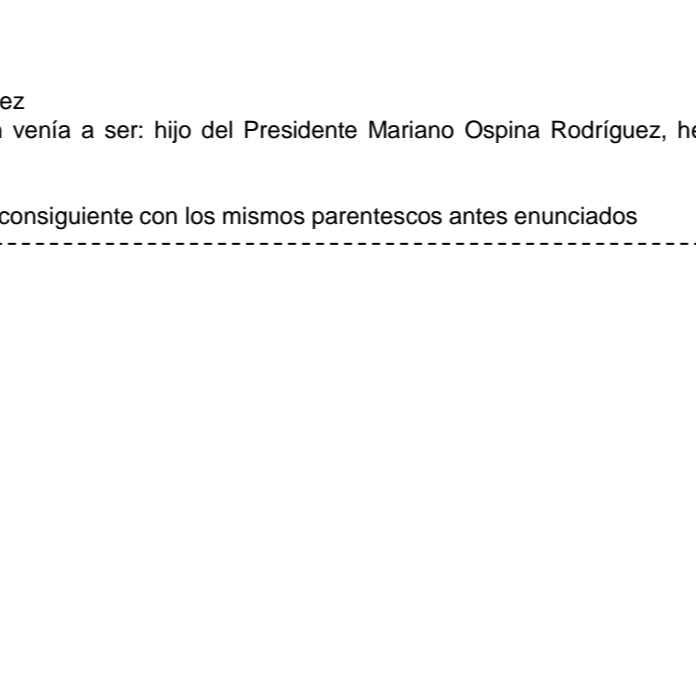 ez
venía a ser: hijo del Presidente Mariano Ospina Rodríguez, he
consiguiente con los mismos parentescos antes enunciados